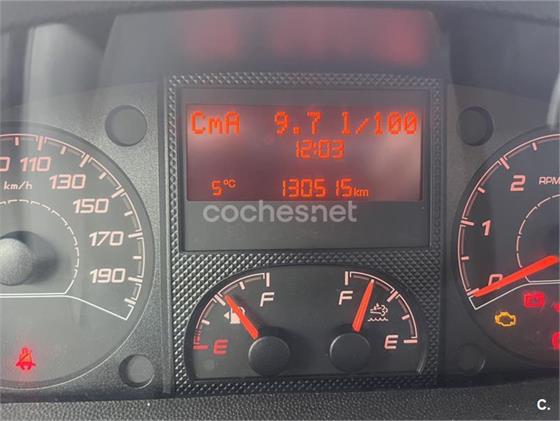 CmA 9.7 l/100
12:03
5°C 130515km
coches.net
110
130
150
170
190
km/h
F
E
F
E
2
1
0
RPM
C.